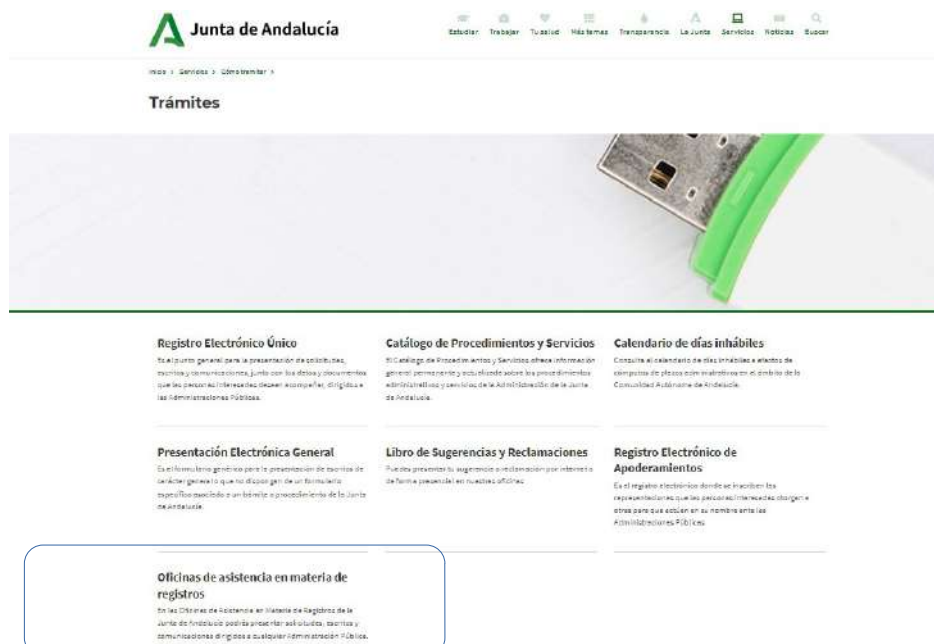 Junta de Andalucía
Estudiar Trabajar Tu salud Más temas Transparencia La Junta Servicios Noticias Buscar
Inicio > Servicios > Cómo tramitar >
Trámites
Registro Electrónico Único
Es el punto general para la presentación de solicitudes,
escritos y comunicaciones, junto con los datos y documentos
que las personas interesadas deseen acompañar, dirigidos a
las Administraciones Públicas.
Catálogo de Procedimientos y Servicios
El Catálogo de Procedimientos y Servicios ofrece información
general permanente y actualizada sobre los procedimientos
administrativos y servicios de la Administración de la Junta
de Andalucía.
Calendario de días inhábiles
Consulta el calendario de días inhábiles a efectos de
cómputos de plazos administrativos en el ámbito de la
Comunidad Autónoma de Andalucía.
Presentación Electrónica General
Es el formulario genérico para la presentación de escritos de
carácter general o que no dispongan de un formulario
específico asociado a un trámite o procedimiento de la Junta
de Andalucía.
Libro de Sugerencias y Reclamaciones
Puedes presentar tu sugerencia o reclamación por internet o
de forma presencial en nuestras oficinas
Registro Electrónico de
Apoderamientos
Es el registro electrónico donde se inscriben las
representaciones que las personas interesadas otorgan a
otras para que actúen en su nombre ante las
Administraciones Públicas
Oficinas de asistencia en materia de
registros
En las Oficinas de Asistencia en Materia de Registros de la
Junta de Andalucía podrás presentar solicitudes, escritos y
comunicaciones dirigidos a cualquier Administración Pública.